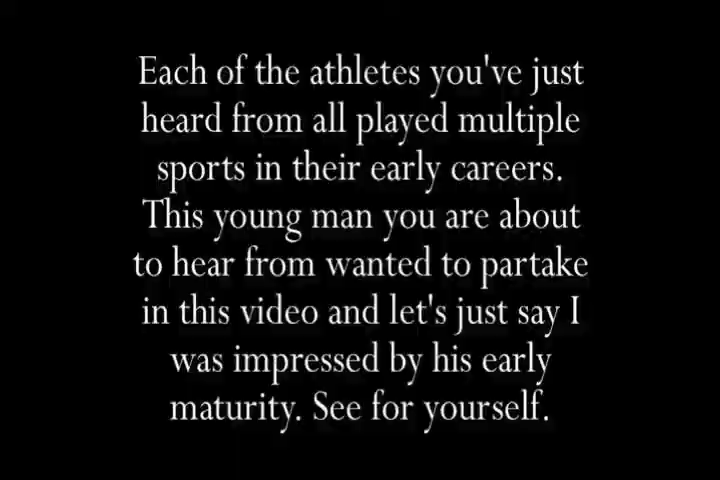 Each of the athletes you've just
heard from all played multiple
sports in their early careers.
This young man you are about
to hear from wanted to partake
in this video and let's just say I
was impressed by his early
maturity. See for yourself.